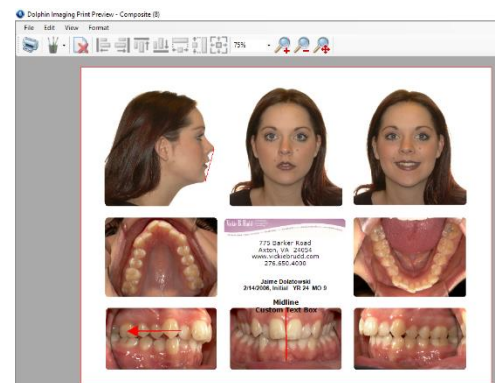 Dolphin Imaging Print Preview - Composite (8)
File Edit View Format
75%
775 Barker Road
Axton, VA 24054
www.vickiebrudd.com
276.650.4000
Jaime Dolatowski
2/14/2008, Initial YR 24 MO 9
Midline
Custom Text Box